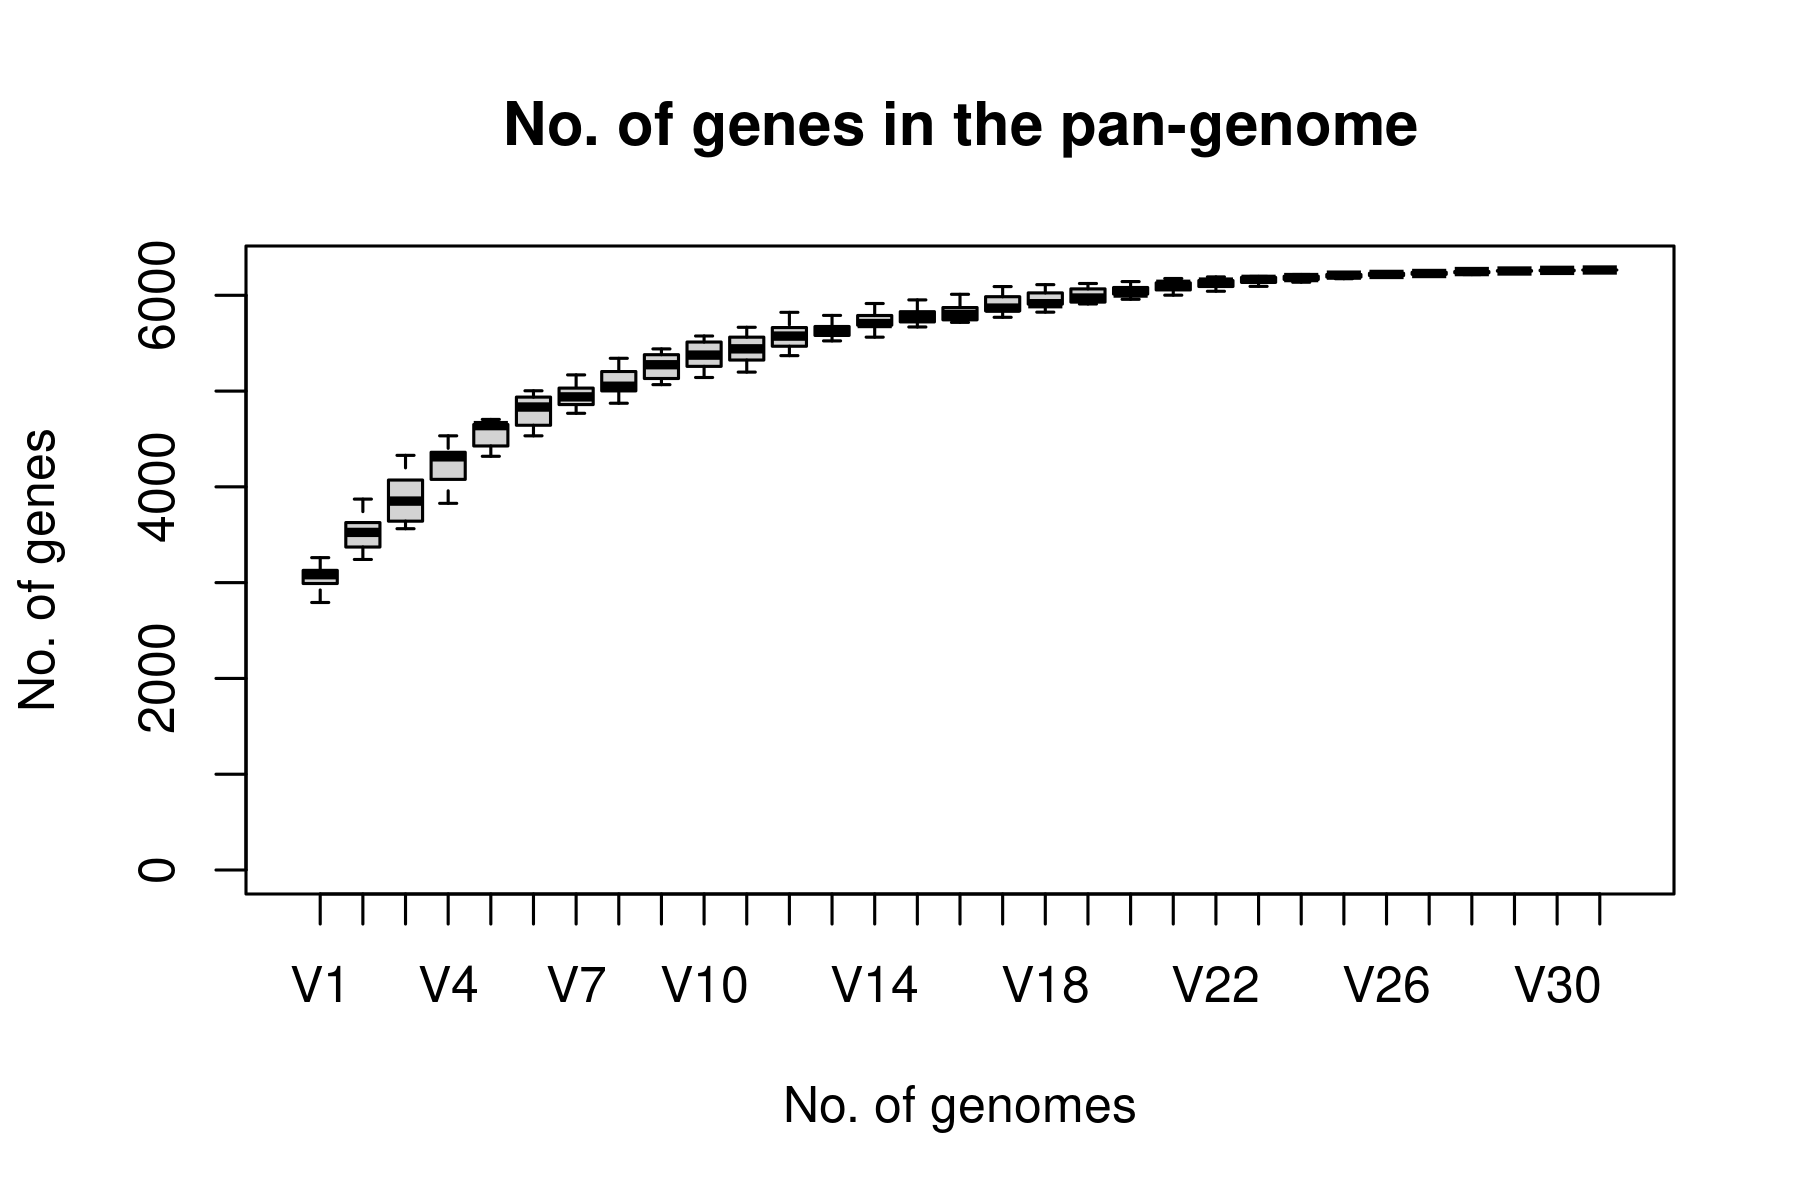 No. of genes in the pan-genome
No. of genes
6000
4000
2000
0
V1 V4 V7 V10 V14 V18 V22 V26 V30
No. of genomes